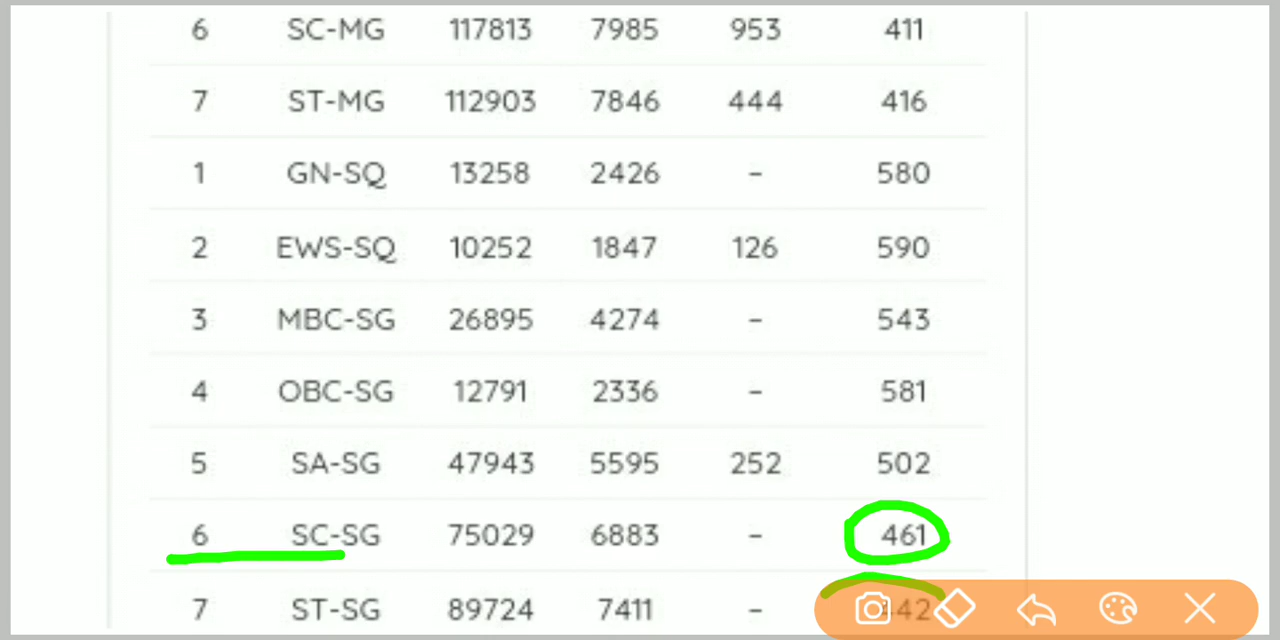 6 SC-MG 117813 7985 953 411
7 ST-MG 112903 7846 444 416
1 GN-SQ 13258 2426 – 580
2 EWS-SQ 10252 1847 126 590
3 MBC-SG 26895 4274 – 543
4 OBC-SG 12791 2336 – 581
5 SA-SG 47943 5595 252 502
6 SC-SG 75029 6883 – 461
7 ST-SG 89724 7411 – 442